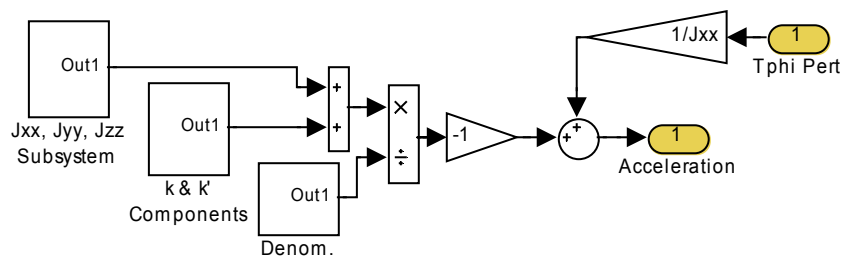 Out1
Jxx, Jyy, Jzz
Subsystem
Out1
k & k'
Components
Out1
Denom.
+
+
×
÷
-1
+
+
1/Jxx
1
Tphi Pert
1
Acceleration